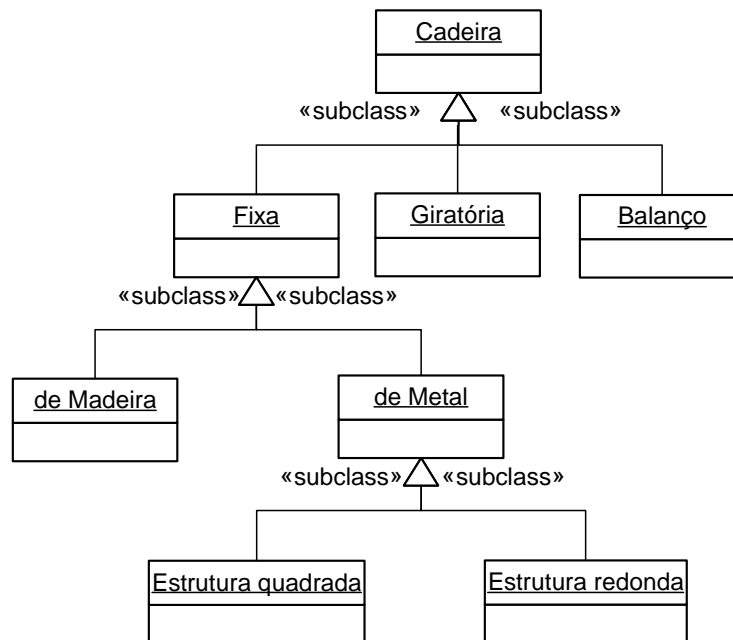 Cadeira
«subclass» «subclass»
Fixa
Giratória
Balanço
«subclass» «subclass»
de Madeira
de Metal
«subclass» «subclass»
Estrutura quadrada
Estrutura redonda